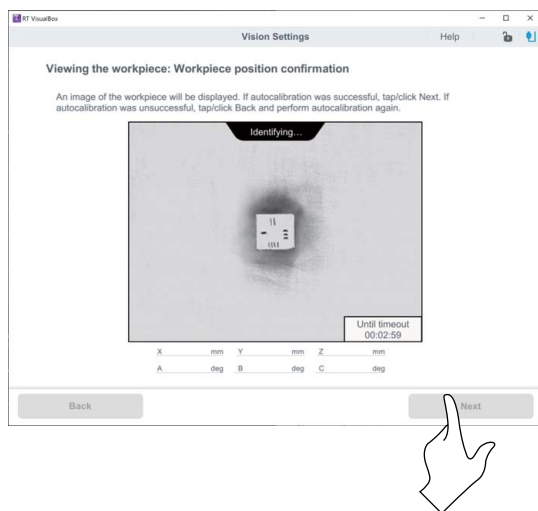 RT VisualBox
Vision Settings
Help
Viewing the workpiece: Workpiece position confirmation
An image of the workpiece will be displayed. If autocalibration was successful, tap/click Next. If
autocalibration was unsuccessful, tap/click Back and perform autocalibration again.
Identifying...
Until timeout
00:02:59
X mm Y mm Z mm
A deg B deg C deg
Back
Next